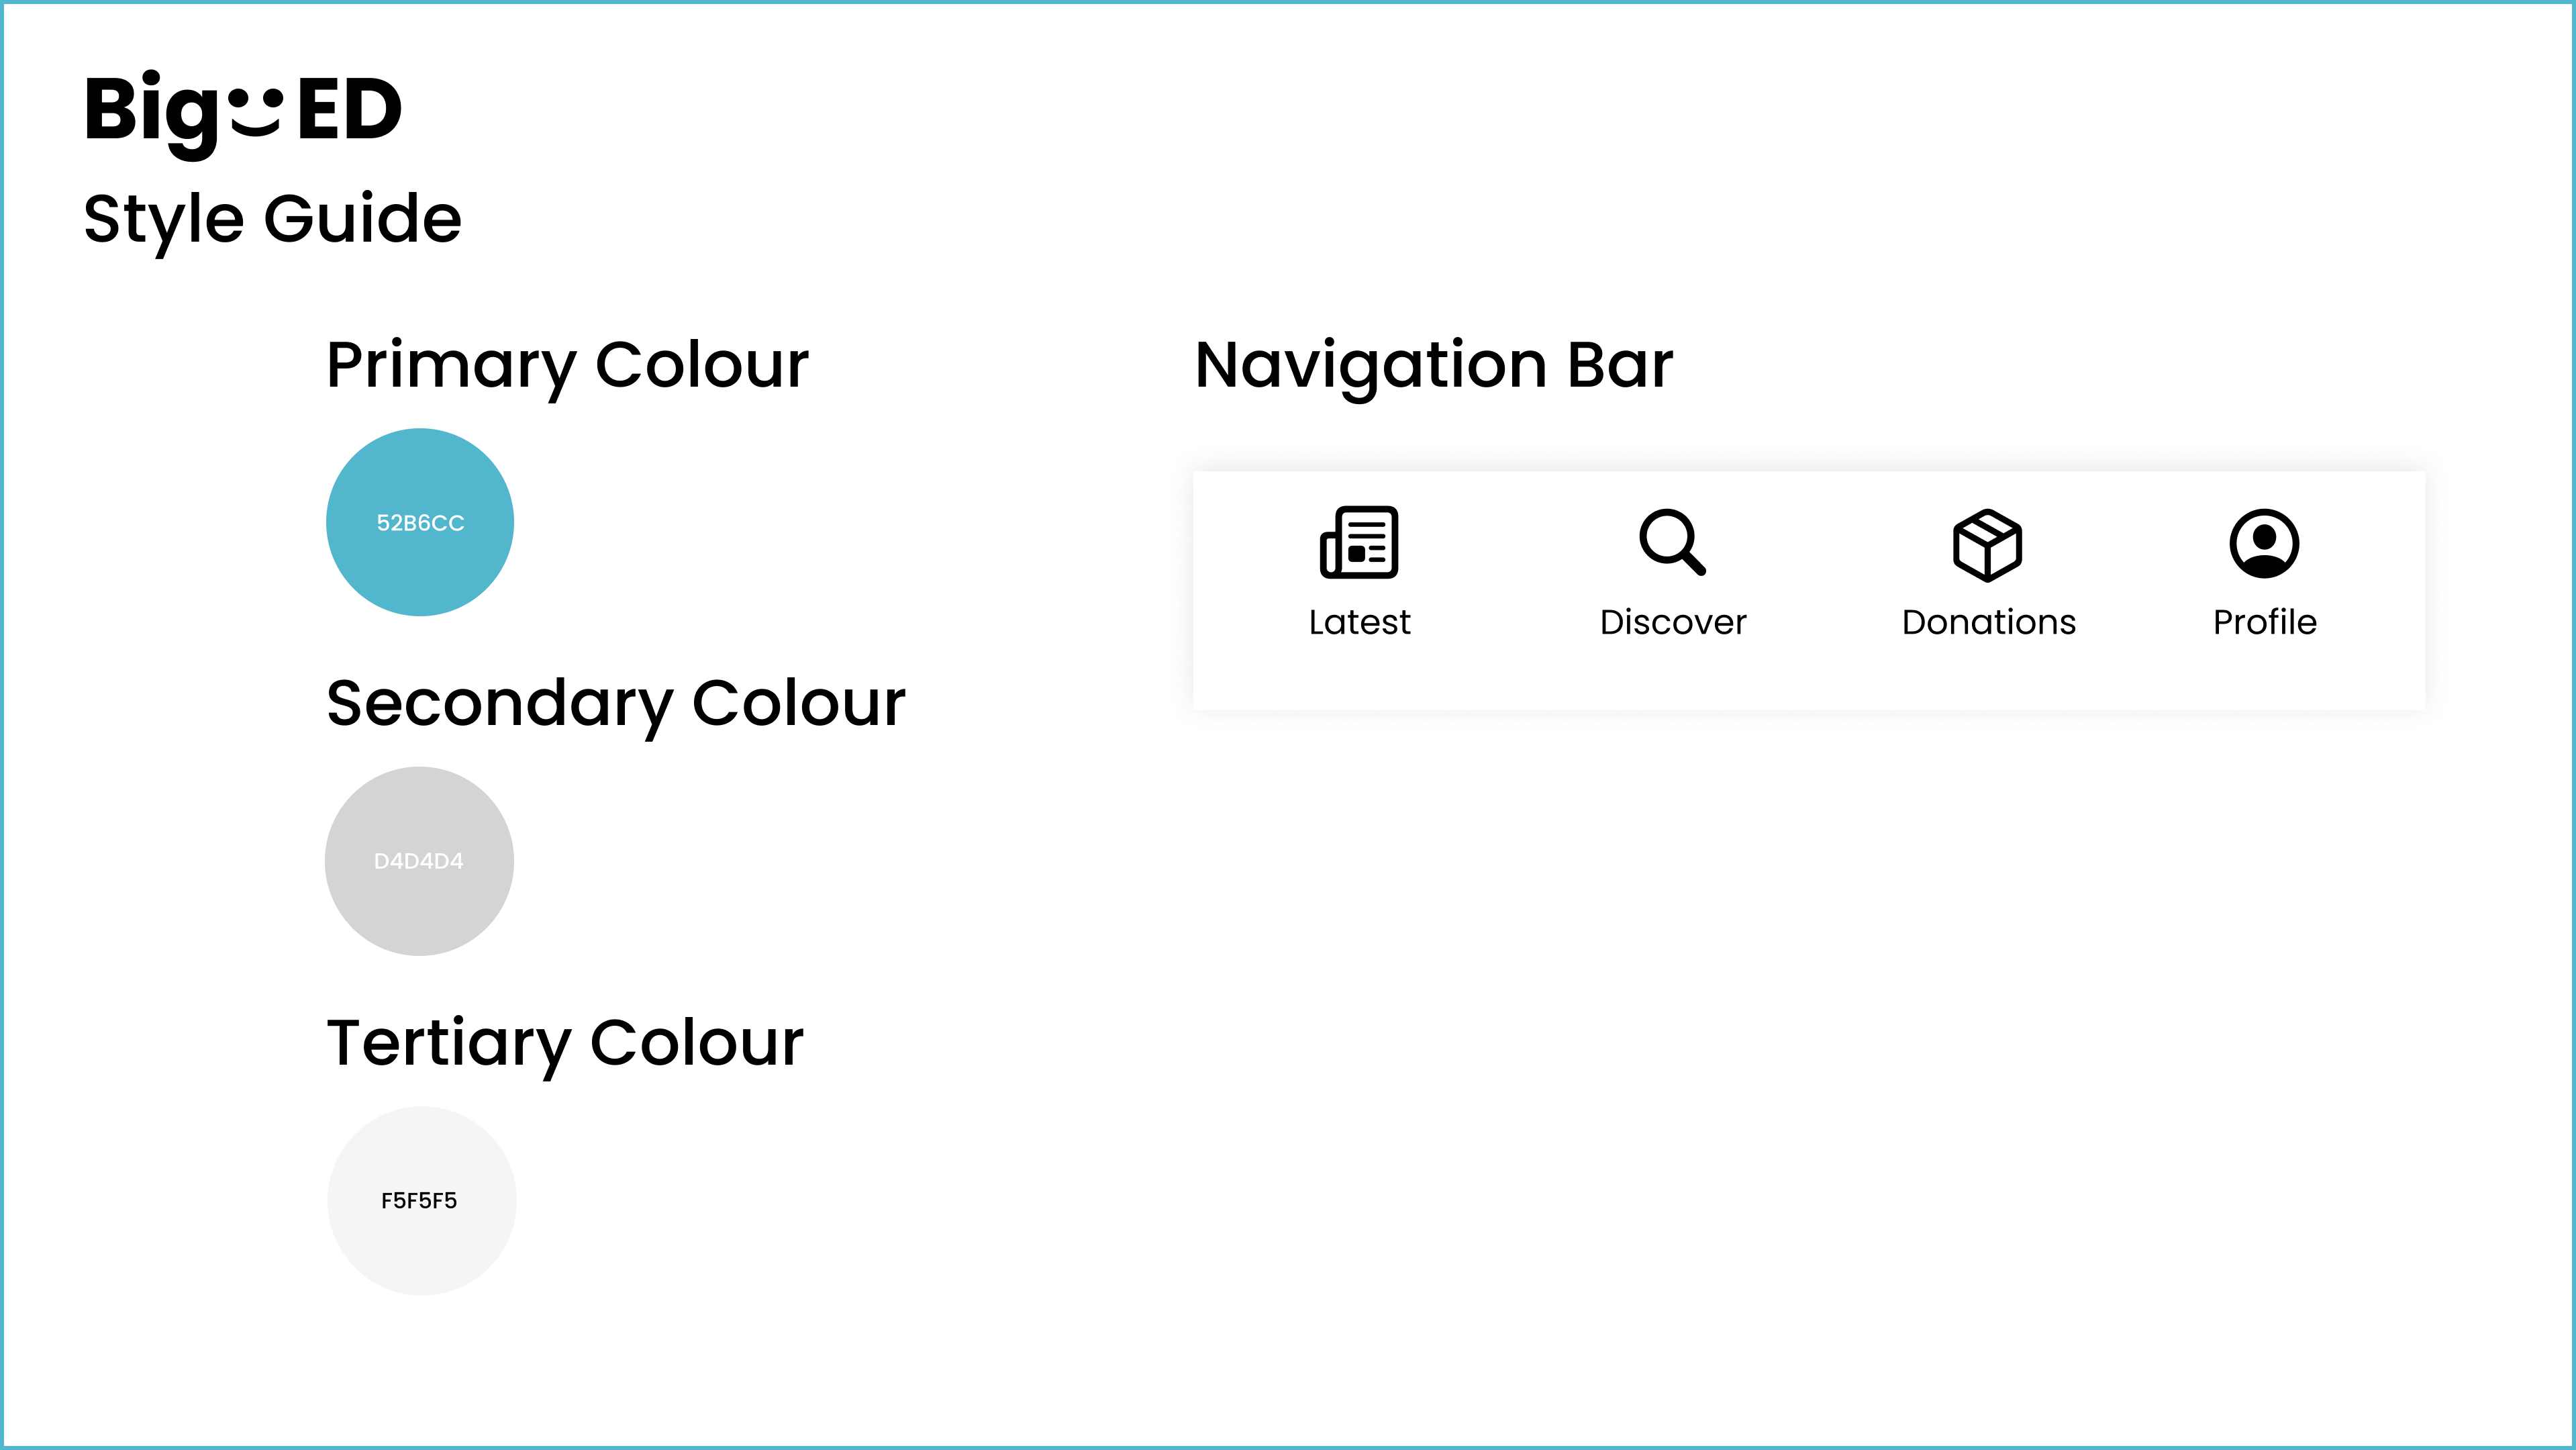 Big ED
Style Guide
Primary Colour
52B6CC
Secondary Colour
D4D4D4
Tertiary Colour
F5F5F5
Navigation Bar
Latest Discover Donations Profile